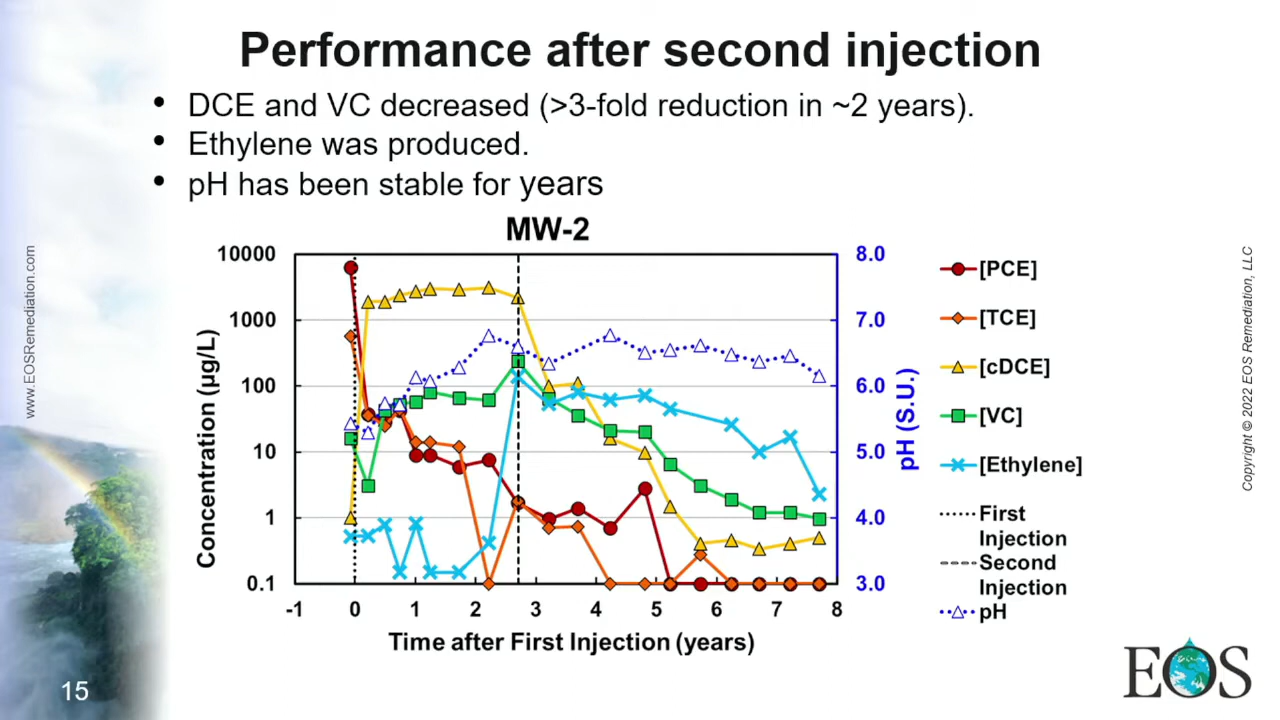 Performance after second injection
• DCE and VC decreased (>3-fold reduction in ~2 years).
• Ethylene was produced.
• pH has been stable for years
MW-2
10000
1000
100
10
1
0.1
Concentration (µg/L)
-1 0 1 2 3 4 5 6 7 8
Time after First Injection (years)
8.0
7.0
6.0
5.0
4.0
3.0
pH (S.U.)
[PCE]
[TCE]
[cDCE]
[VC]
[Ethylene]
First
Injection
Second
Injection
pH
www.EOSRemediation.com
Copyright © 2022 EOS Remediation, LLC
15
EOS